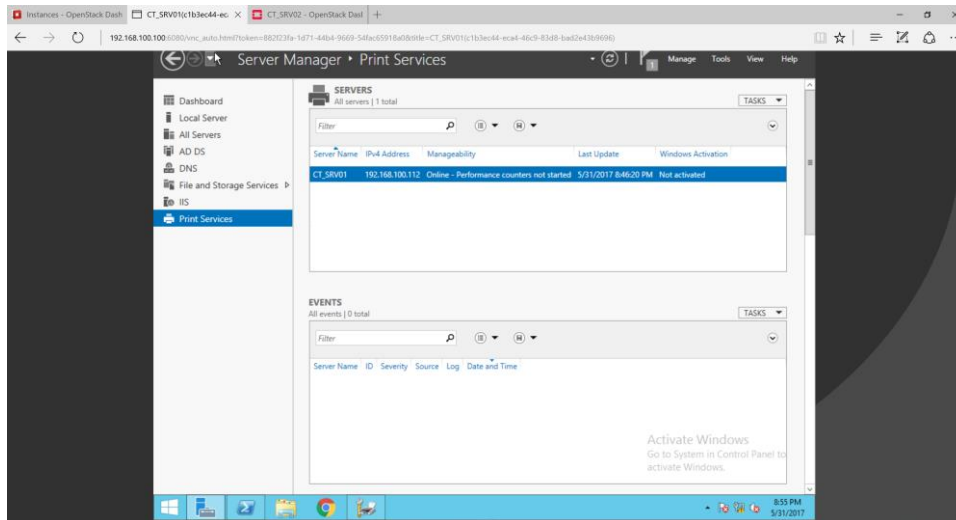 Instances - OpenStack Dash
CT_SRV01(c1b3ec44-ec
CT_SRV02 - OpenStack Dasl
192.168.100.100:6080/vnc_auto.html?token=882f23fa-1d71-44b4-9669-54fac65918a0&title=CT_SRV01(c1b3ec44-eca4-46c9-83d8-bad2e43b9696)
Server Manager ‣ Print Services
1
Manage Tools View Help
Dashboard
Local Server
All Servers
AD DS
DNS
File and Storage Services
IIS
Print Services
SERVERS
All servers | 1 total
TASKS
Filter
Server Name IPv4 Address Manageability Last Update Windows Activation
CT_SRV01 192.168.100.112 Online - Performance counters not started 5/31/2017 8:46:20 PM Not activated
EVENTS
All events | 0 total
TASKS
Filter
Server Name ID Severity Source Log Date and Time
Activate Windows
Go to System in Control Panel to
activate Windows.
8:55 PM
5/31/2017